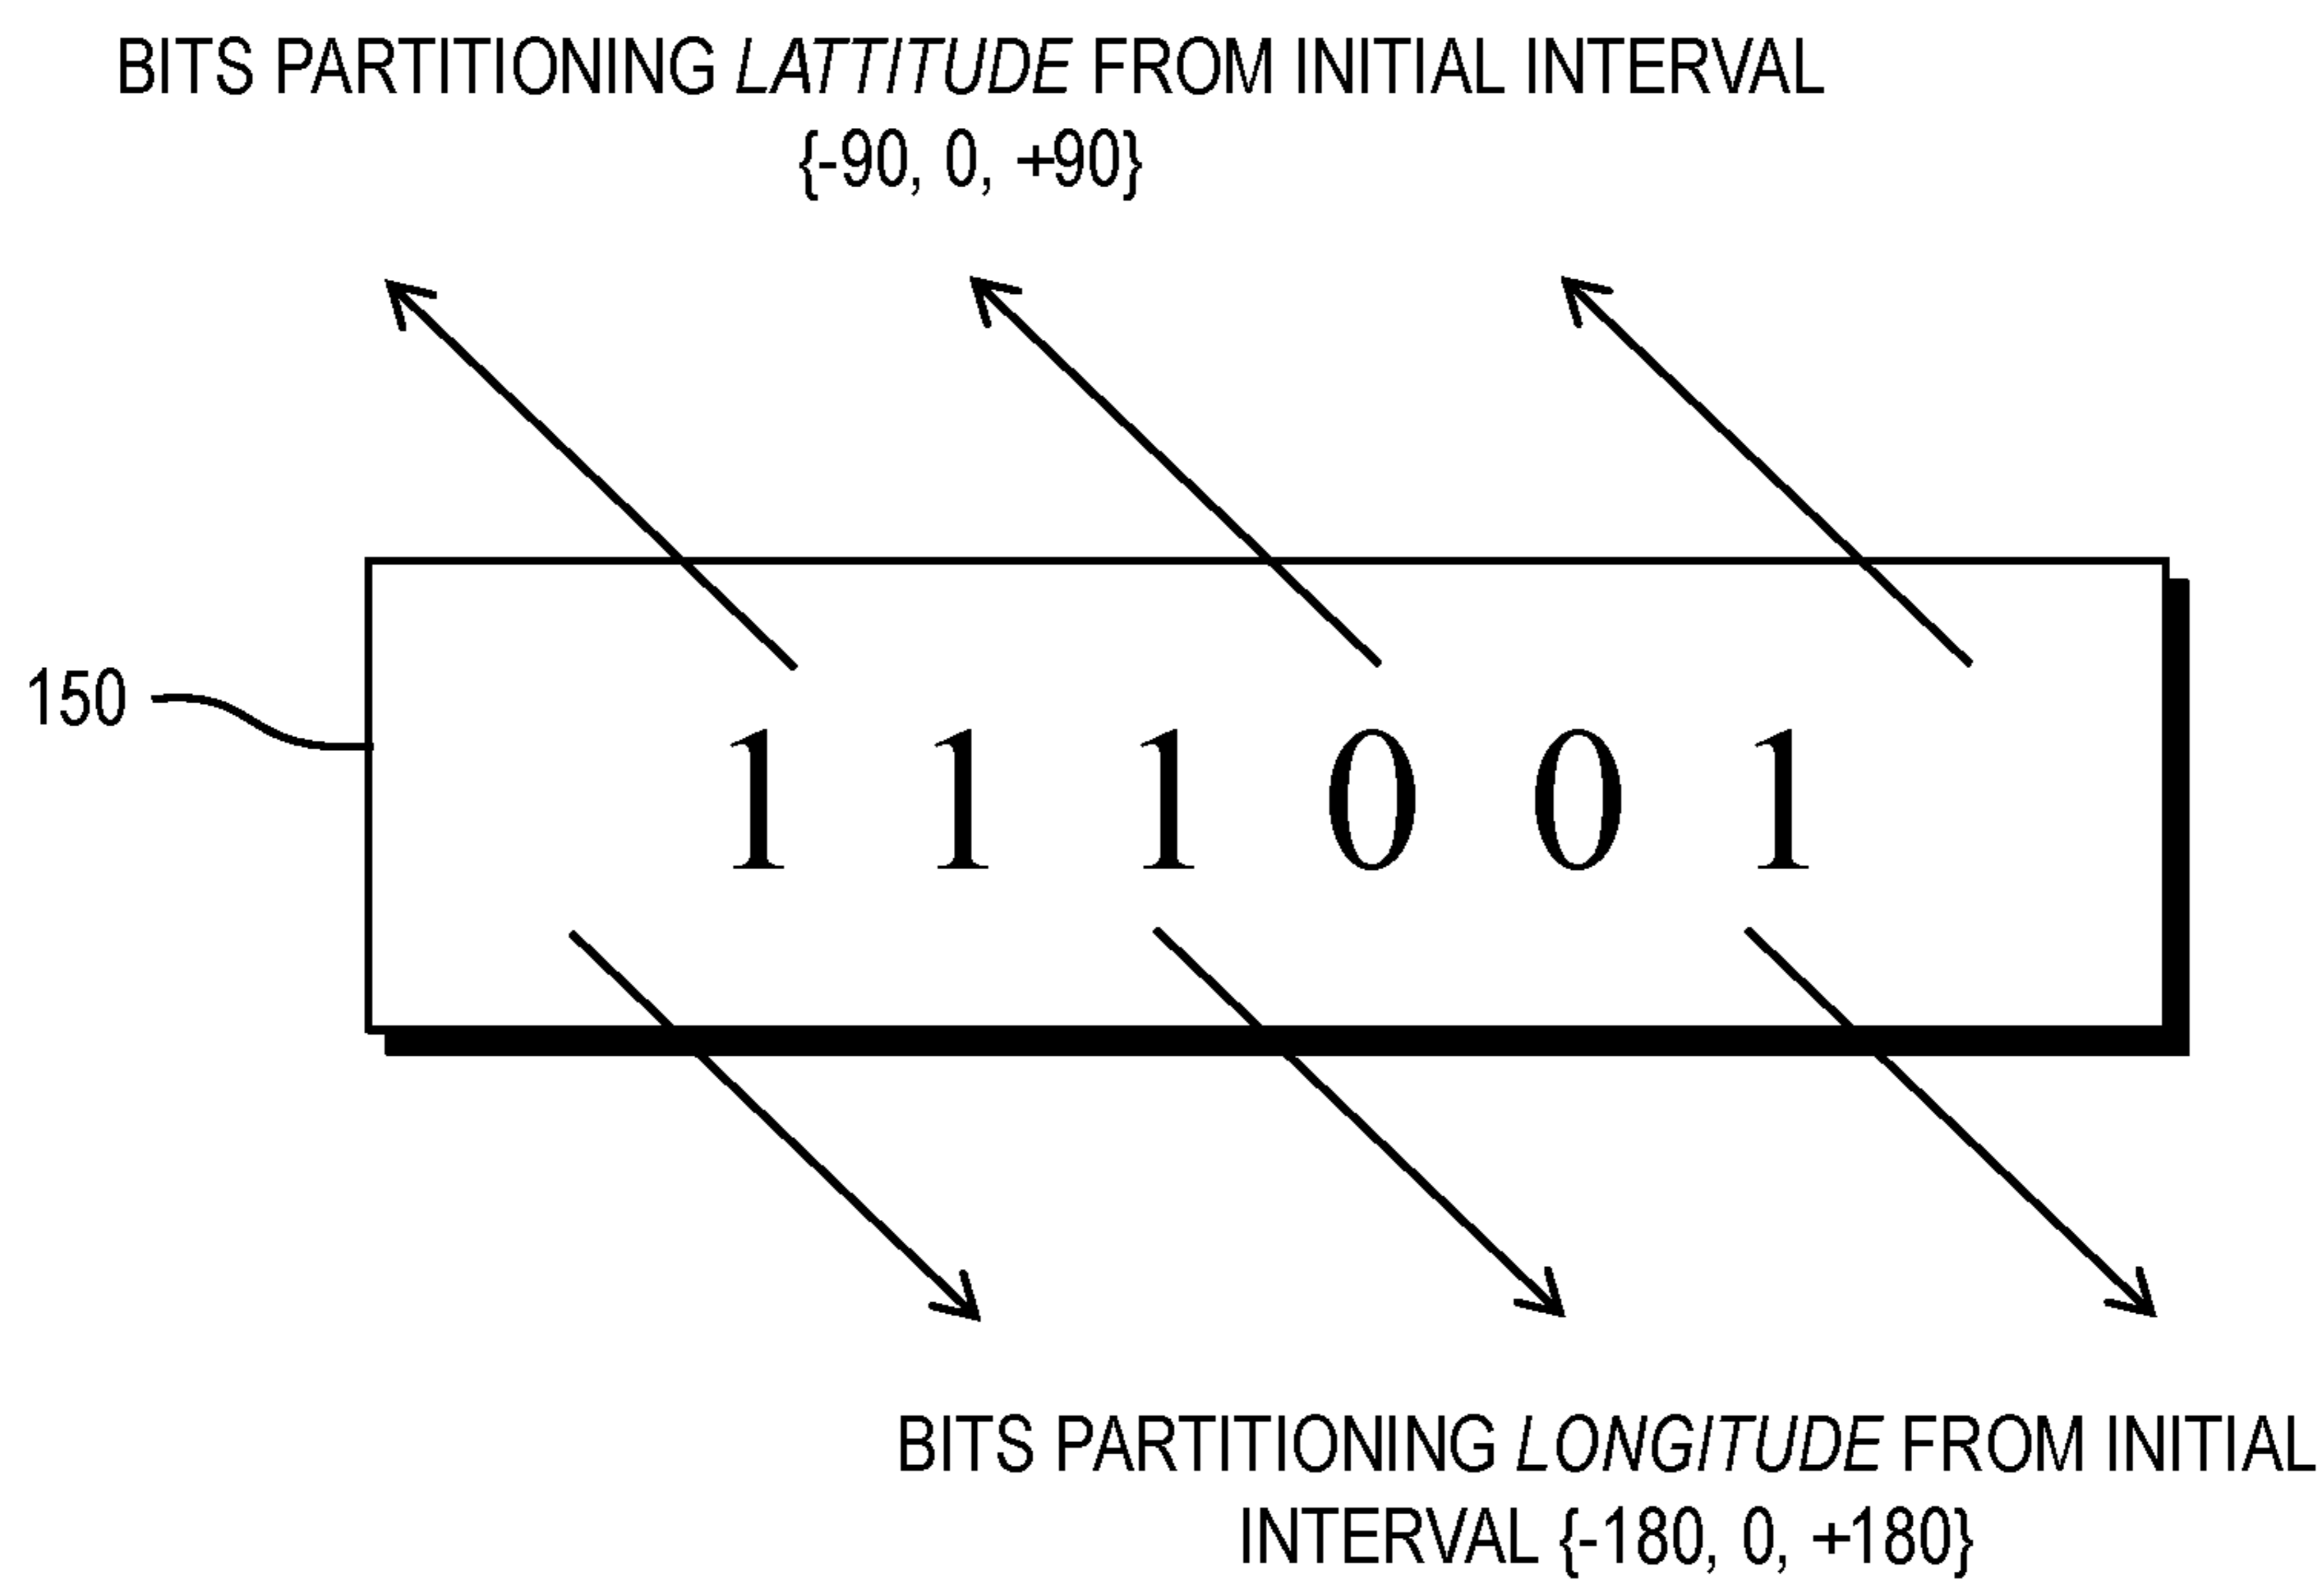 BITS PARTITIONING LATTITUDE FROM INITIAL INTERVAL
{-90, 0, +90}
150
1 1 1 0 0 1
BITS PARTITIONING LONGITUDE FROM INITIAL
INTERVAL {-180, 0, +180}